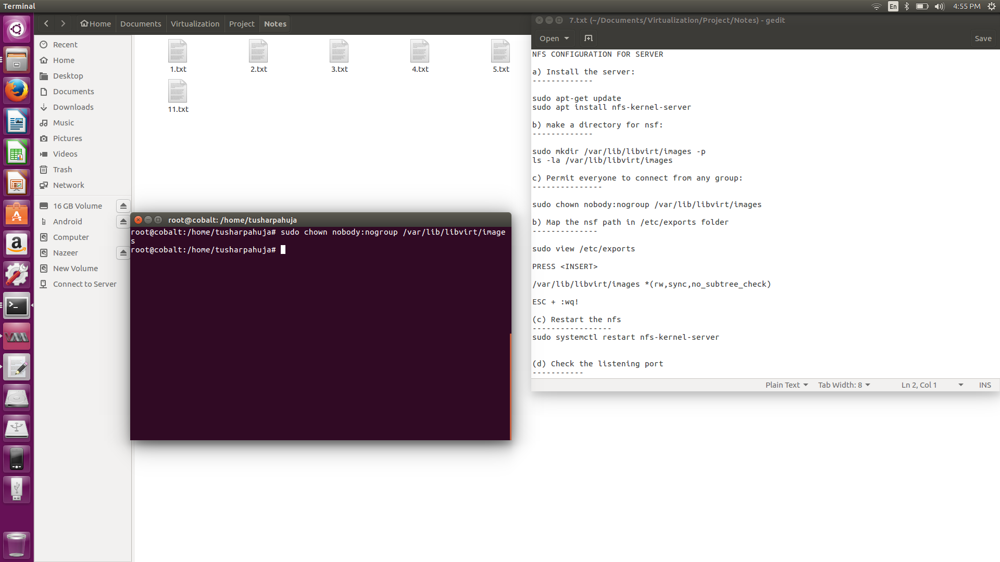 Terminal
En
4:55 PM
Home
Documents
Virtualization
Project
Notes
Recent
Home
Desktop
Documents
Downloads
Music
Pictures
Videos
Trash
Network
16 GB Volume
Android
Computer
Nazeer
New Volume
Connect to Server
1.txt
2.txt
3.txt
4.txt
5.txt
11.txt
root@cobalt: /home/tusharpahuja
root@cobalt:/home/tusharpahuja# sudo chown nobody:nogroup /var/lib/libvirt/image
s
root@cobalt:/home/tusharpahuja#
7.txt (~/Documents/Virtualization/Project/Notes) - gedit
Open
Save
NFS CONFIGURATION FOR SERVER
a) Install the server:
-------------
sudo apt-get update
sudo apt install nfs-kernel-server
b) make a directory for nsf:
-------------
sudo mkdir /var/lib/libvirt/images -p
ls -la /var/lib/libvirt/images
c) Permit everyone to connect from any group:
---------------
sudo chown nobody:nogroup /var/lib/libvirt/images
b) Map the nsf path in /etc/exports folder
--------------
sudo view /etc/exports
PRESS <INSERT>
/var/lib/libvirt/images *(rw,sync,no_subtree_check)
ESC + :wq!
(c) Restart the nfs
-----------------
sudo systemctl restart nfs-kernel-server
(d) Check the listening port
-----------
Plain Text
Tab Width: 8
Ln 2, Col 1
INS